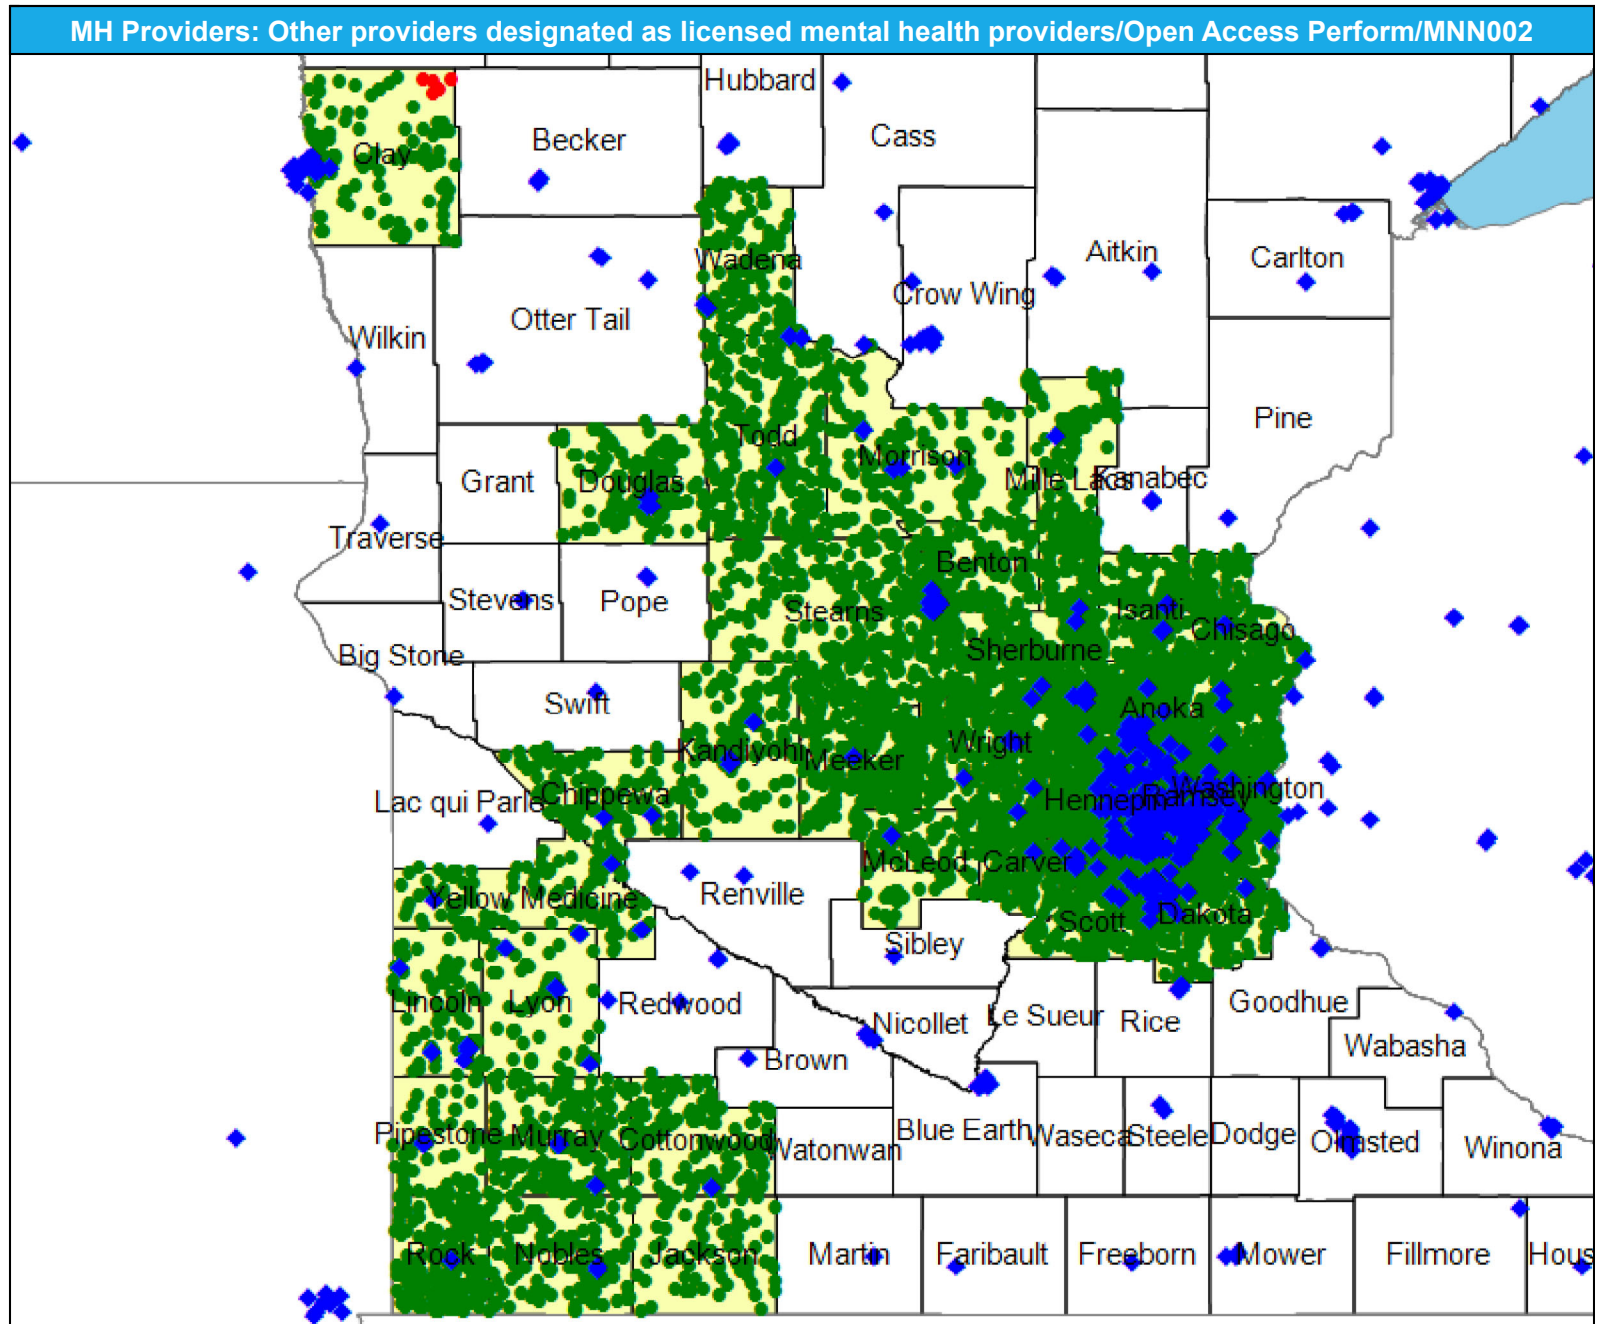 MH Providers: Other providers designated as licensed mental health providers/Open Access Perform/MNN002
Hubbard
Becker
Cass
Clay
Wadena
Aitkin
Carlton
Crow Wing
Otter Tail
Wilkin
Pine
Todd
Morrison
Grant
Douglas
Mille Lacs
Kanabec
Traverse
Benton
Stevens
Pope
Stearns
Isanti
Chisago
Big Stone
Sherburne
Swift
Anoka
Wright
Kandiyohi
Meeker
Lac qui Parle
Chippewa
Hennepin
Ramsey
Washington
McLeod
Carver
Yellow Medicine
Renville
Scott
Dakota
Sibley
Lincoln
Lyon
Redwood
Nicollet
Le Sueur
Rice
Goodhue
Brown
Wabasha
Pipestone
Murray
Cottonwood
Watonwan
Blue Earth
Waseca
Steele
Dodge
Olmsted
Winona
Rock
Nobles
Jackson
Martin
Faribault
Freeborn
Mower
Fillmore
Hous